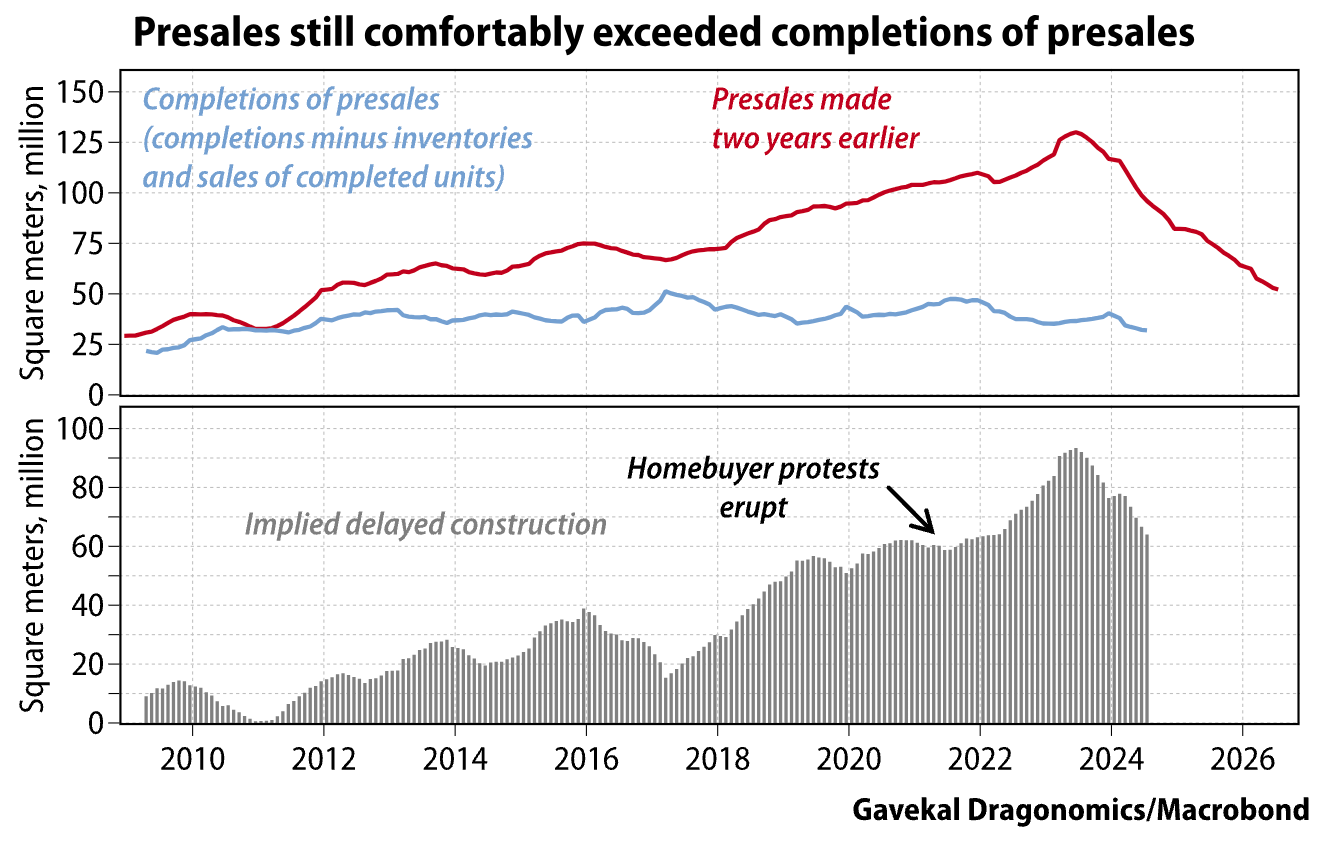 Presales still comfortably exceeded completions of presales
Square meters, million
150
125
100
75
50
25
0
Completions of presales
(completions minus inventories
and sales of completed units)
Presales made
two years earlier
Square meters, million
100
80
60
40
20
0
Implied delayed construction
Homebuyer protests
erupt
2010 2012 2014 2016 2018 2020 2022 2024 2026
Gavekal Dragonomics/Macrobond